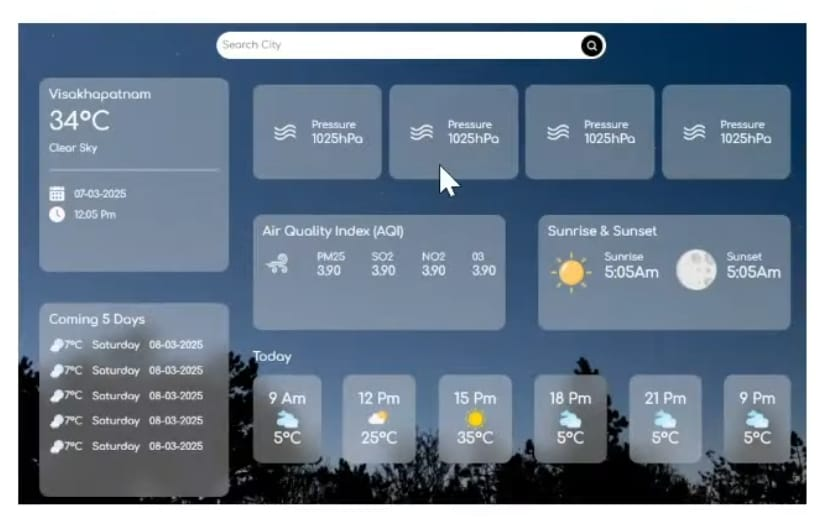 Search City
Visakhapatnam
34°C
Clear Sky
07-03-2025
12:05 Pm
Pressure
1025hPa
Pressure
1025hPa
Pressure
1025hPa
Pressure
1025hPa
Air Quality Index (AQI)
PM25 SO2 NO2 03
3.90 3.90 3.90 3.90
Sunrise & Sunset
Sunrise
5:05Am
Sunset
5:05Am
Coming 5 Days
7°C Saturday 08-03-2025
7°C Saturday 08-03-2025
7°C Saturday 08-03-2025
7°C Saturday 08-03-2025
7°C Saturday 08-03-2025
Today
9 Am 12 Pm 15 Pm 18 Pm 21 Pm 9 Pm
5°C 25°C 35°C 5°C 5°C 5°C